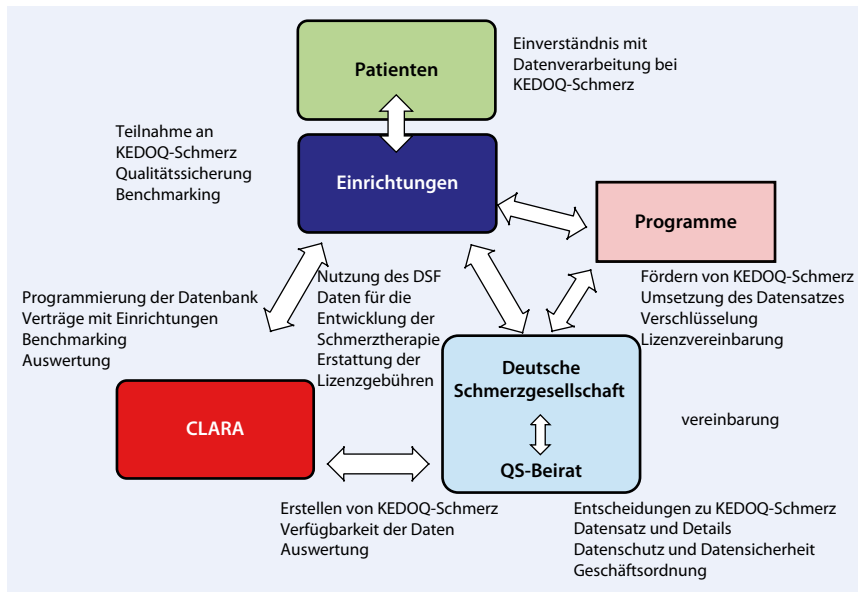 Patienten
Einverständnis mit
Datenverarbeitung bei
KEDOQ-Schmerz
Teilnahme an
KEDOQ-Schmerz
Qualitätssicherung
Benchmarking
Einrichtungen
Programme
Programmierung der Datenbank
Verträge mit Einrichtungen
Benchmarking
Auswertung
Nutzung des DSF
Daten für die
Entwicklung der
Schmerztherapie
Erstattung der
Lizenzgebühren
Fördern von KEDOQ-Schmerz
Umsetzung des Datensatzes
Verschlüsselung
Lizenzvereinbarung
CLARA
Deutsche
Schmerzgesellschaft
QS-Beirat
vereinbarung
Erstellen von KEDOQ-Schmerz
Verfügbarkeit der Daten
Auswertung
Entscheidungen zu KEDOQ-Schmerz
Datensatz und Details
Datenschutz und Datensicherheit
Geschäftsordnung